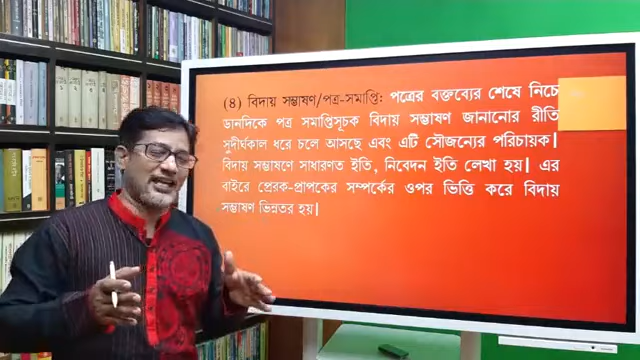 (৪) বিদায় সম্ভাষণ/পত্র-সমাপ্তি: পত্রের বক্তব্যের শেষে নিচে
ডানদিকে পত্র সমাপ্তিসূচক বিদায় সম্ভাষণ জানানোর রীতি
সুদীর্ঘকাল ধরে চলে আসছে এবং এটি সৌজন্যের পরিচায়ক।
বিদায় সম্ভাষণে সাধারণত ইতি, নিবেদন ইতি লেখা হয়। এর
বাইরে প্রেরক-প্রাপকের সম্পর্কের ওপর ভিত্তি করে বিদায়
সম্ভাষণ ভিন্নতর হয়।